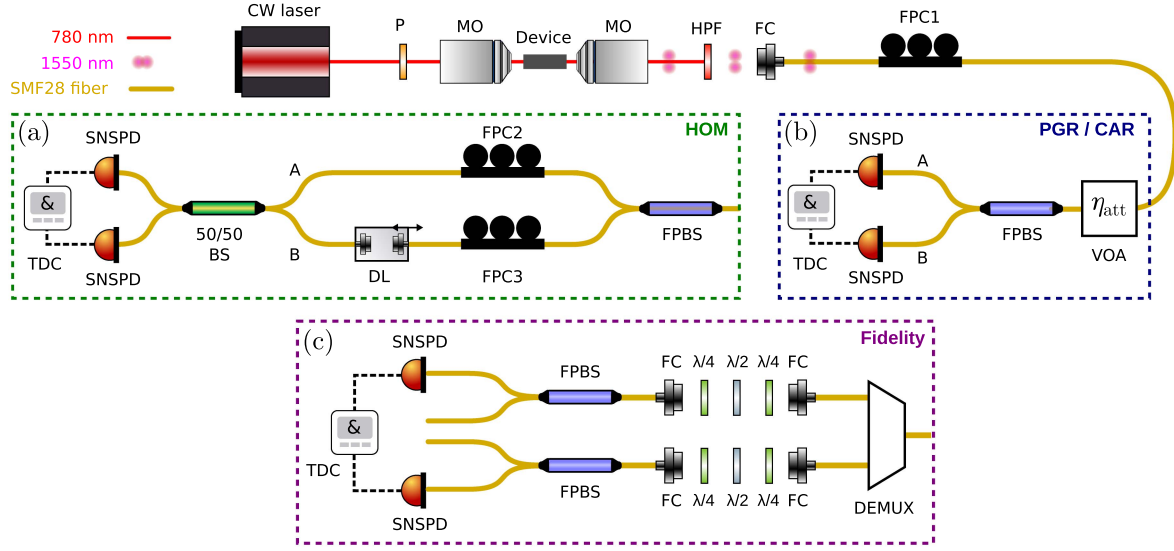 CW laser
P
MO
Device
MO
HPF
FC
FPC1
780 nm
1550 nm
SMF28 fiber
(a)
HOM
SNSPD
&
TDC
SNSPD
50/50
BS
A
B
FPC2
DL
FPC3
FPBS
(b)
PGR / CAR
SNSPD
&
TDC
SNSPD
A
B
FPBS
ηatt
VOA
(c)
Fidelity
SNSPD
&
TDC
SNSPD
FPBS
FC λ/4 λ/2 λ/4 FC
FPBS
FC λ/4 λ/2 λ/4 FC
DEMUX